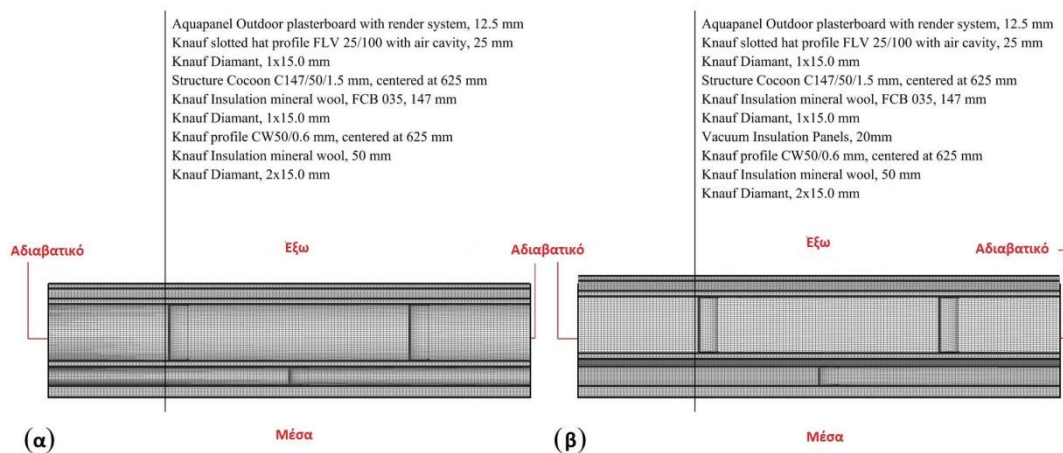 Aquapanel Outdoor plasterboard with render system, 12.5 mm
Knauf slotted hat profile FLV 25/100 with air cavity, 25 mm
Knauf Diamant, 1x15.0 mm
Structure Cocoon C147/50/1.5 mm, centered at 625 mm
Knauf Insulation mineral wool, FCB 035, 147 mm
Knauf Diamant, 1x15.0 mm
Knauf profile CW50/0.6 mm, centered at 625 mm
Knauf Insulation mineral wool, 50 mm
Knauf Diamant, 2x15.0 mm
Αδιαβατικό
Έξω
Αδιαβατικό
Μέσα
(α)
Aquapanel Outdoor plasterboard with render system, 12.5 mm
Knauf slotted hat profile FLV 25/100 with air cavity, 25 mm
Knauf Diamant, 1x15.0 mm
Structure Cocoon C147/50/1.5 mm, centered at 625 mm
Knauf Insulation mineral wool, FCB 035, 147 mm
Knauf Diamant, 1x15.0 mm
Vacuum Insulation Panels, 20mm
Knauf profile CW50/0.6 mm, centered at 625 mm
Knauf Insulation mineral wool, 50 mm
Knauf Diamant, 2x15.0 mm
Έξω
Αδιαβατικό
Μέσα
(β)